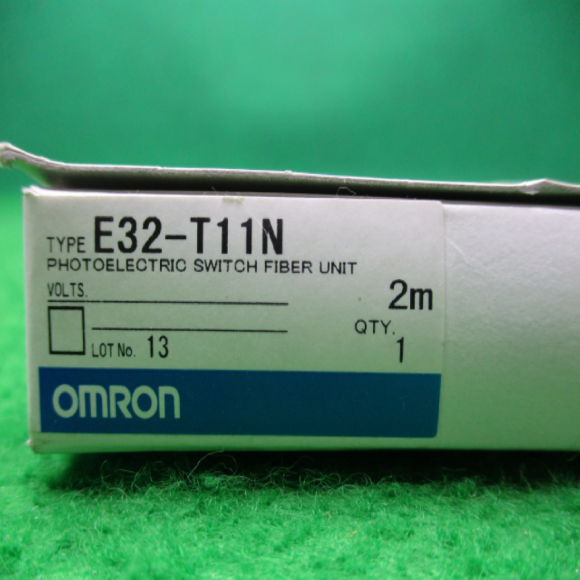 TYPE E32-T11N
PHOTOELECTRIC SWITCH FIBER UNIT
VOLTS.
2m
LOT No. 13
QTY.
1
OMRON